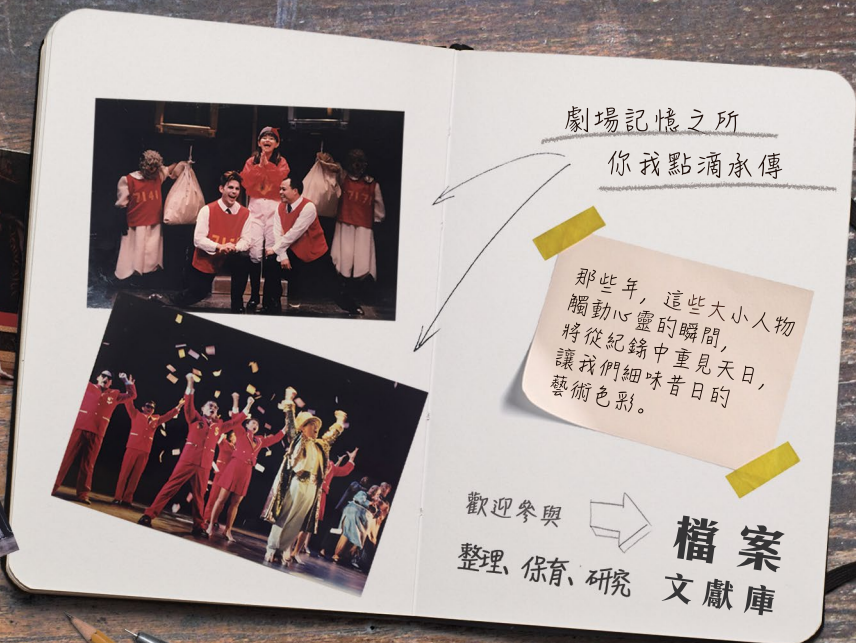 劇場記憶之所
你我點滴承傳
那些年，這些大小人物
觸動心靈的瞬間，
將從紀錄中重見天日，
讓我們細味昔日的
藝術色彩。
歡迎參與
整理、保育、研究
檔案
文獻庫
7141
7141
7171